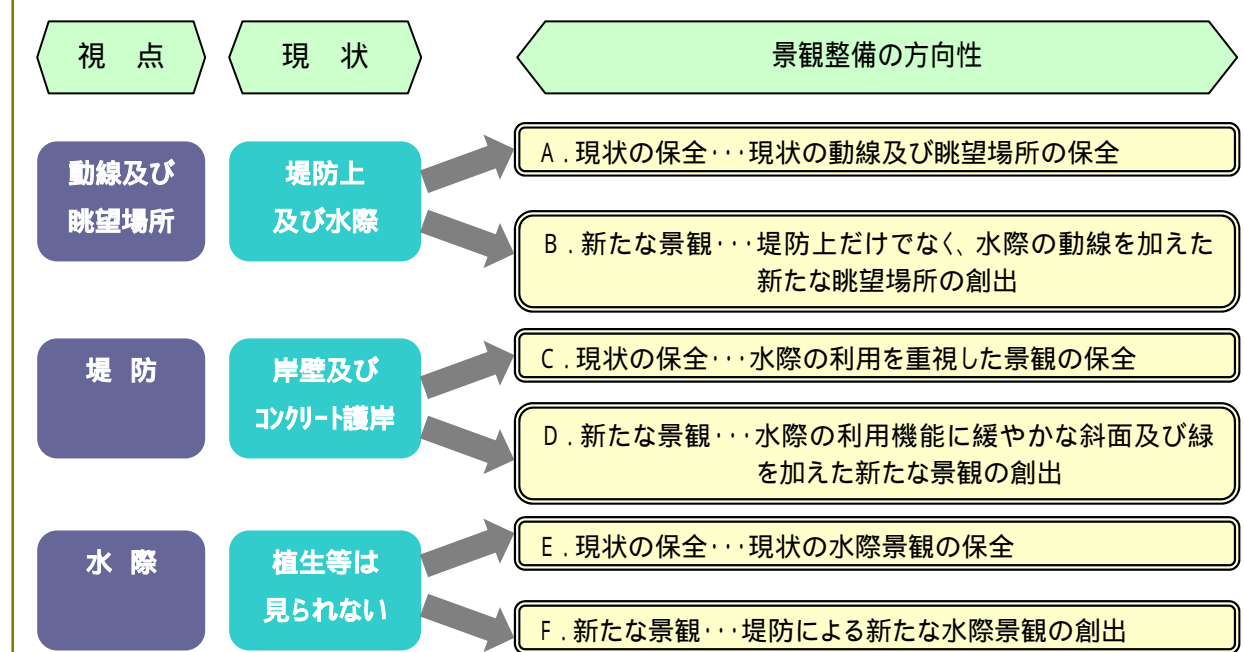 視 点
現 状
景観整備の方向性
動線及び
眺望場所
堤防上
及び水際
A.現状の保全・・・現状の動線及び眺望場所の保全
B.新たな景観・・・堤防上だけでなく、水際の動線を加えた
新たな眺望場所の創出
堤 防
岸壁及び
コンクリート護岸
C.現状の保全・・・水際の利用を重視した景観の保全
D.新たな景観・・・水際の利用機能に緩やかな斜面及び緑
を加えた新たな景観の創出
水 際
植生等は
見られない
E.現状の保全・・・現状の水際景観の保全
F.新たな景観・・・堤防による新たな水際景観の創出